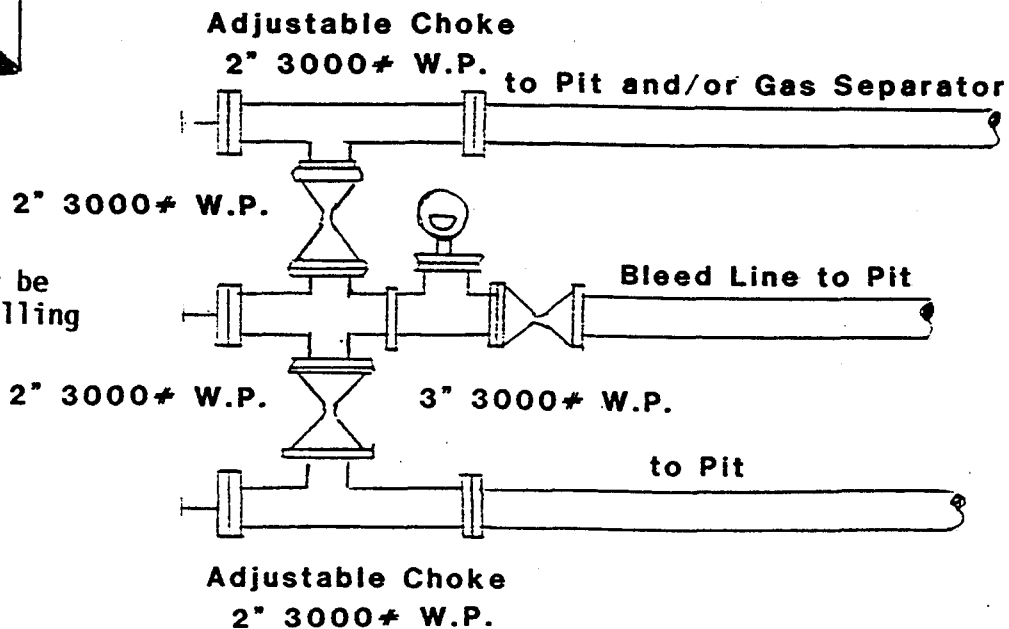 Adjustable Choke
2" 3000# W.P.
to Pit and/or Gas Separator
2" 3000# W.P.
be
lling
Bleed Line to Pit
2" 3000# W.P.
3" 3000# W.P.
to Pit
Adjustable Choke
2" 3000# W.P.